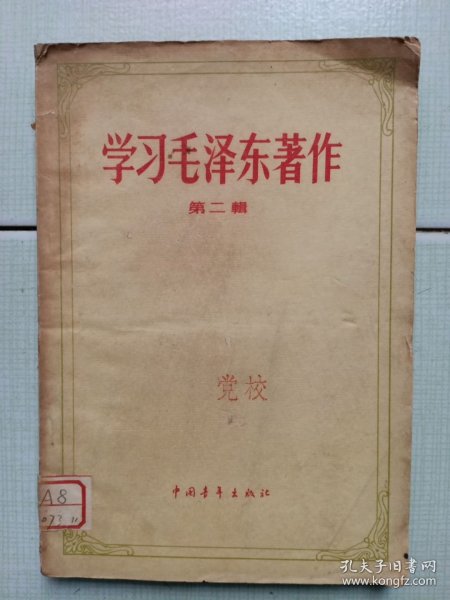 学习毛泽东著作
第二輯
党校
中国青年出版社
A8
孔夫子旧书网
www.kongfz.com